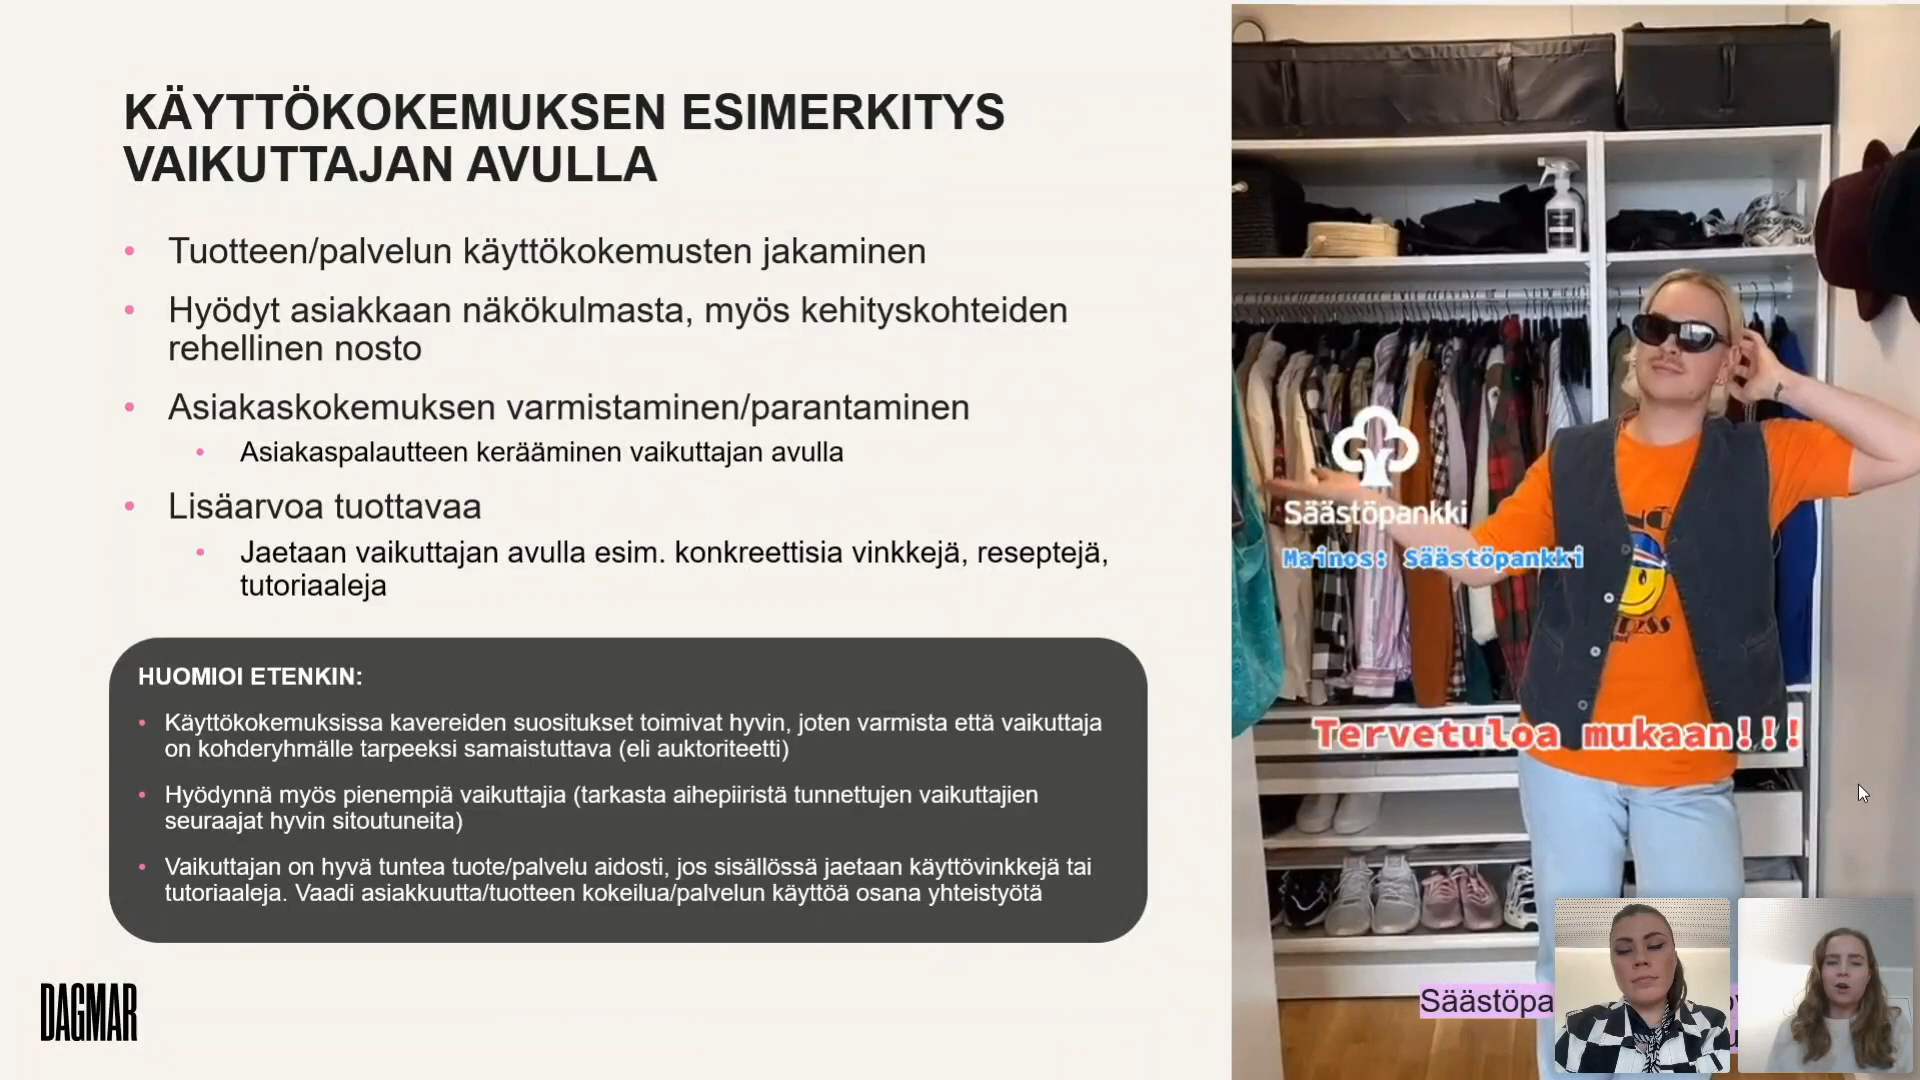 KÄYTTÖKOKEMUKSEN ESIMERKITYS
VAIKUTTAJAN AVULLA
Tuotteen/palvelun käyttökokemusten jakaminen
Hyödyt asiakkaan näkökulmasta, myös kehityskohteiden
rehellinen nosto
Asiakaskokemuksen varmistaminen/parantaminen
Asiakaspalautteen kerääminen vaikuttajan avulla
Lisäarvoa tuottavaa
Jaetaan vaikuttajan avulla esim. konkreettisia vinkkejä, reseptejä,
tutoriaaleja
HUOMIOI ETENKIN:
Käyttökokemuksissa kavereiden suositukset toimivat hyvin, joten varmista että vaikuttaja
on kohderyhmälle tarpeeksi samaistuttava (eli auktoriteetti)
Hyödynnä myös pienempiä vaikuttajia (tarkasta aihepiiristä tunnettujen vaikuttajien
seuraajat hyvin sitoutuneita)
Vaikuttajan on hyvä tuntea tuote/palvelu aidosti, jos sisällössä jaetaan käyttövinkkejä tai
tutoriaaleja. Vaadi asiakkuutta/tuotteen kokeilua/palvelun käyttöä osana yhteistyötä
DAGMAR
Säästöpankki
Mainos: Säästöpankki
Tervetuloa mukaan!!!
Säästöpa